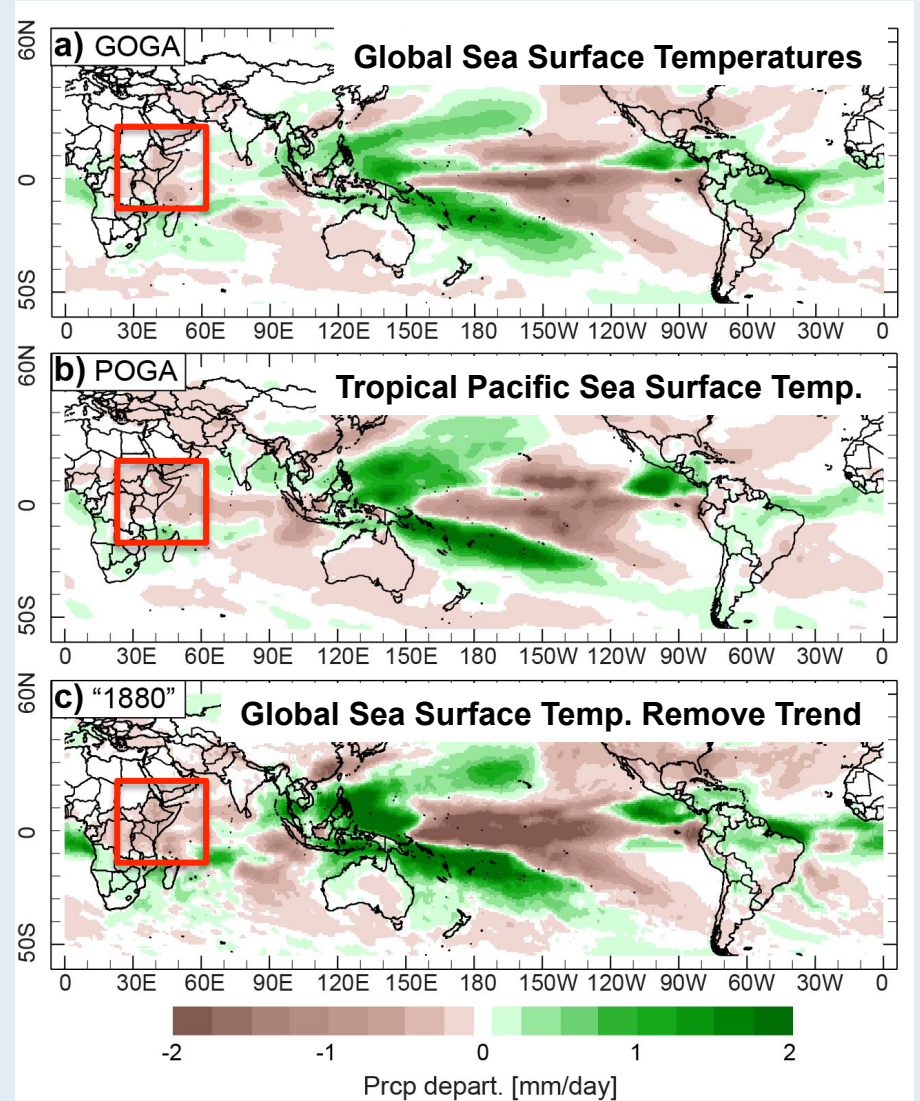 a) GOGA
Global Sea Surface Temperatures
60N
0
50S
0 30E 60E 90E 120E 150E 180 150W 120W 90W 60W 30W 0
b) POGA
Tropical Pacific Sea Surface Temp.
60N
0
50S
0 30E 60E 90E 120E 150E 180 150W 120W 90W 60W 30W 0
c) “1880”
Global Sea Surface Temp. Remove Trend
60N
0
50S
0 30E 60E 90E 120E 150E 180 150W 120W 90W 60W 30W 0
-2 -1 0 1 2
Prcp depart. [mm/day]